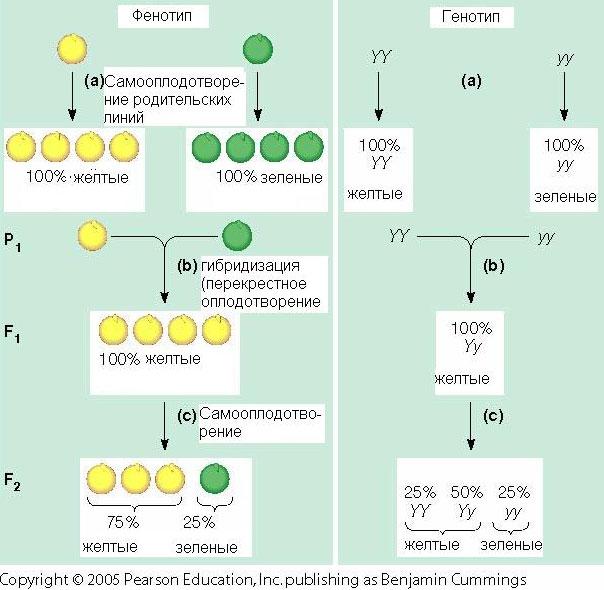 Фенотип
Генотип
YY
yy
(a) Самооплодотворе-
ние родительских
линий
(a)
100% желтые
100% зеленые
100%
YY
желтые
100%
yy
зеленые
P1
YY
yy
(b) гибридизация
(перекрестное
оплодотворение
(b)
F1
100% желтые
100%
Yy
желтые
(c) Самооплодотво-
рение
(c)
F2
75%
25%
желтые
зеленые
25% 50% 25%
YY Yy yy
желтые зеленые
Copyright © 2005 Pearson Education, Inc. publishing as Benjamin Cummings